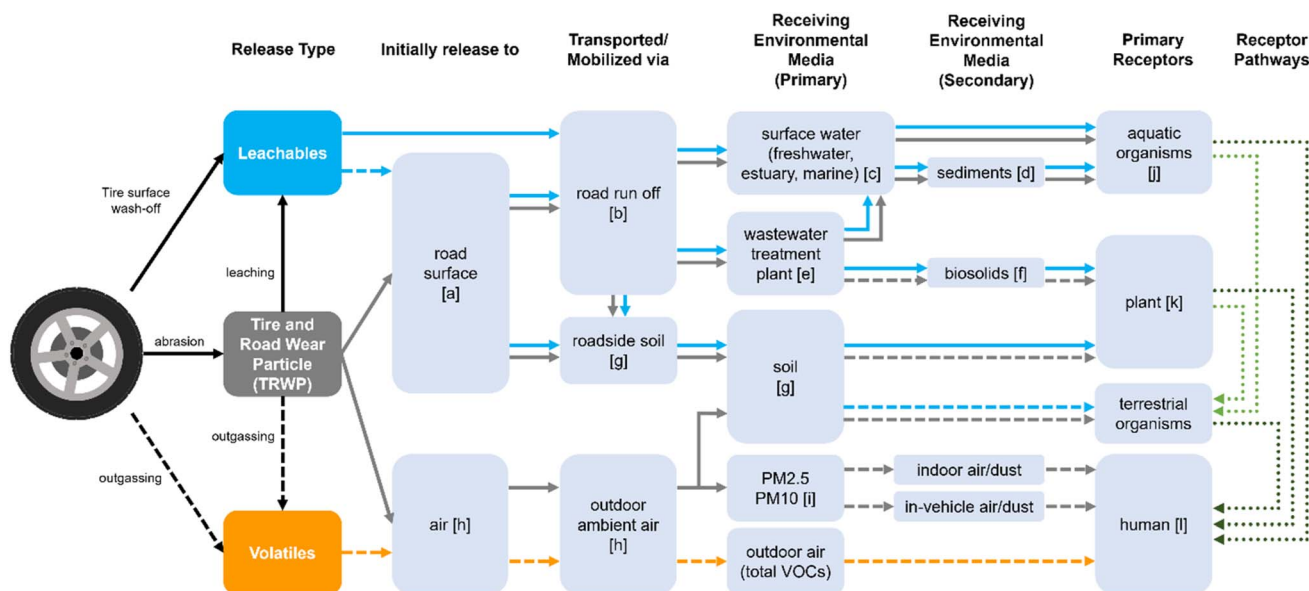 Release Type
Initially release to
Transported/
Mobilized via
Receiving
Environmental
Media
(Primary)
Receiving
Environmental
Media
(Secondary)
Primary
Receptors
Receptor
Pathways
Leachables
Tire surface
wash-off
leaching
abrasion
Tire and
Road Wear
Particle
(TRWP)
outgassing
outgassing
Volatiles
road
surface
[a]
air [h]
road run off
[b]
roadside soil
[g]
outdoor
ambient air
[h]
surface water
(freshwater,
estuary, marine) [c]
wastewater
treatment
plant [e]
soil
[g]
PM2.5
PM10 [i]
outdoor air
(total VOCs)
sediments [d]
biosolids [f]
indoor air/dust
in-vehicle air/dust
aquatic
organisms
[j]
plant [k]
terrestrial
organisms
human [l]